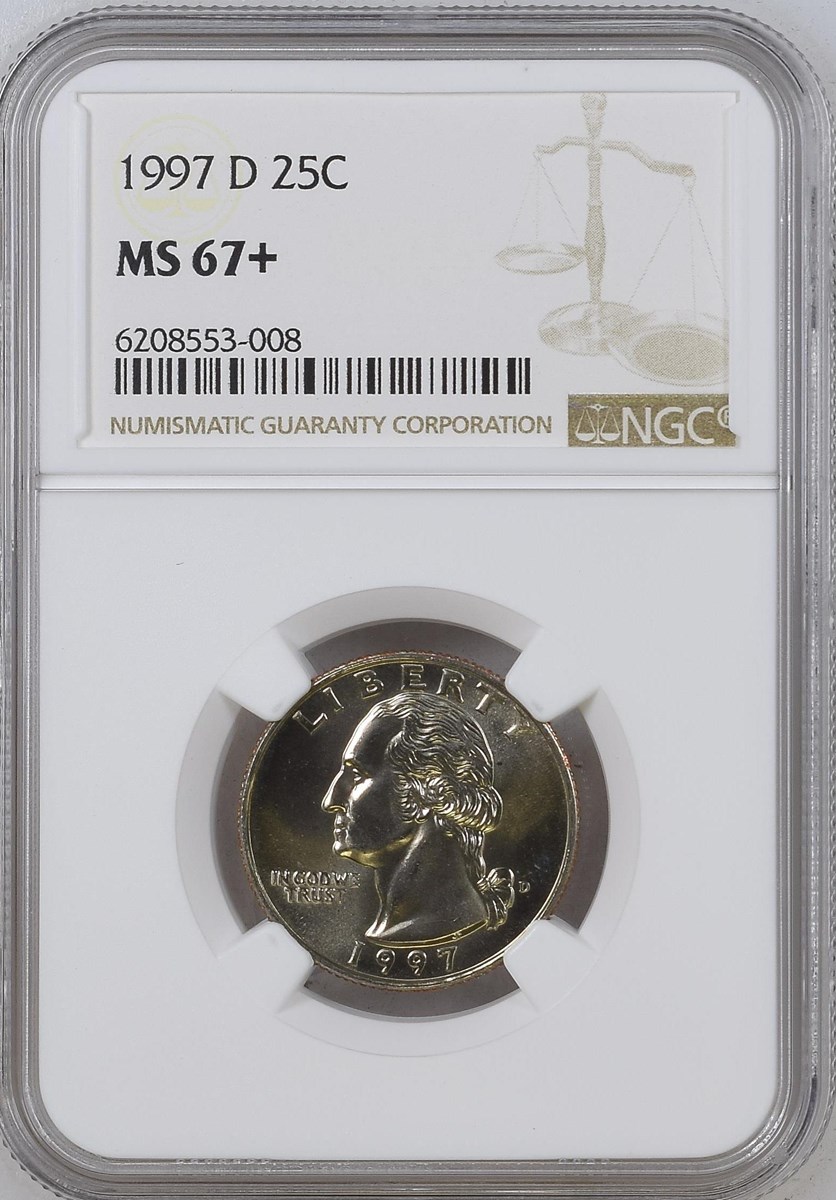 1997 D 25C
MS 67+
6208553-008
NUMISMATIC GUARANTY CORPORATION
NGC®
LIBERTY
IN GOD WE
TRUST
D
1997